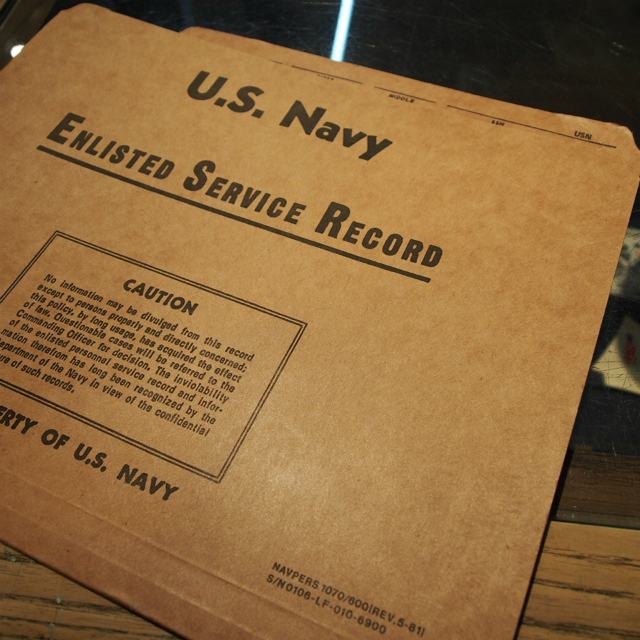 MIDDLE SSN USN
U.S. Navy
ENLISTED SERVICE RECORD
CAUTION
No information may be divulged from this record
except to persons properly and directly concerned;
this policy, by long usage, has acquired the effect
of law. Questionable cases will be referred to the
Commanding Officer for decision. The inviolability
of the enlisted personnel service record and infor-
mation therefrom has long been recognized by the
partment of the Navy in view of the confidential
ure of such records.
ERTY OF U.S. NAVY
NAVPERS 1070/600(REV.5-81)
S/N0106-LF-010-6900